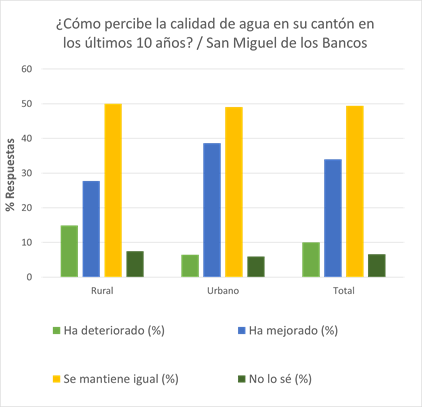 ¿Cómo percibe la calidad de agua en su cantón en
los últimos 10 años? / San Miguel de los Bancos
60
50
40
30
20
10
0
% Respuestas
Rural
Urbano
Total
Ha deteriorado (%)
Ha mejorado (%)
Se mantiene igual (%)
No lo sé (%)